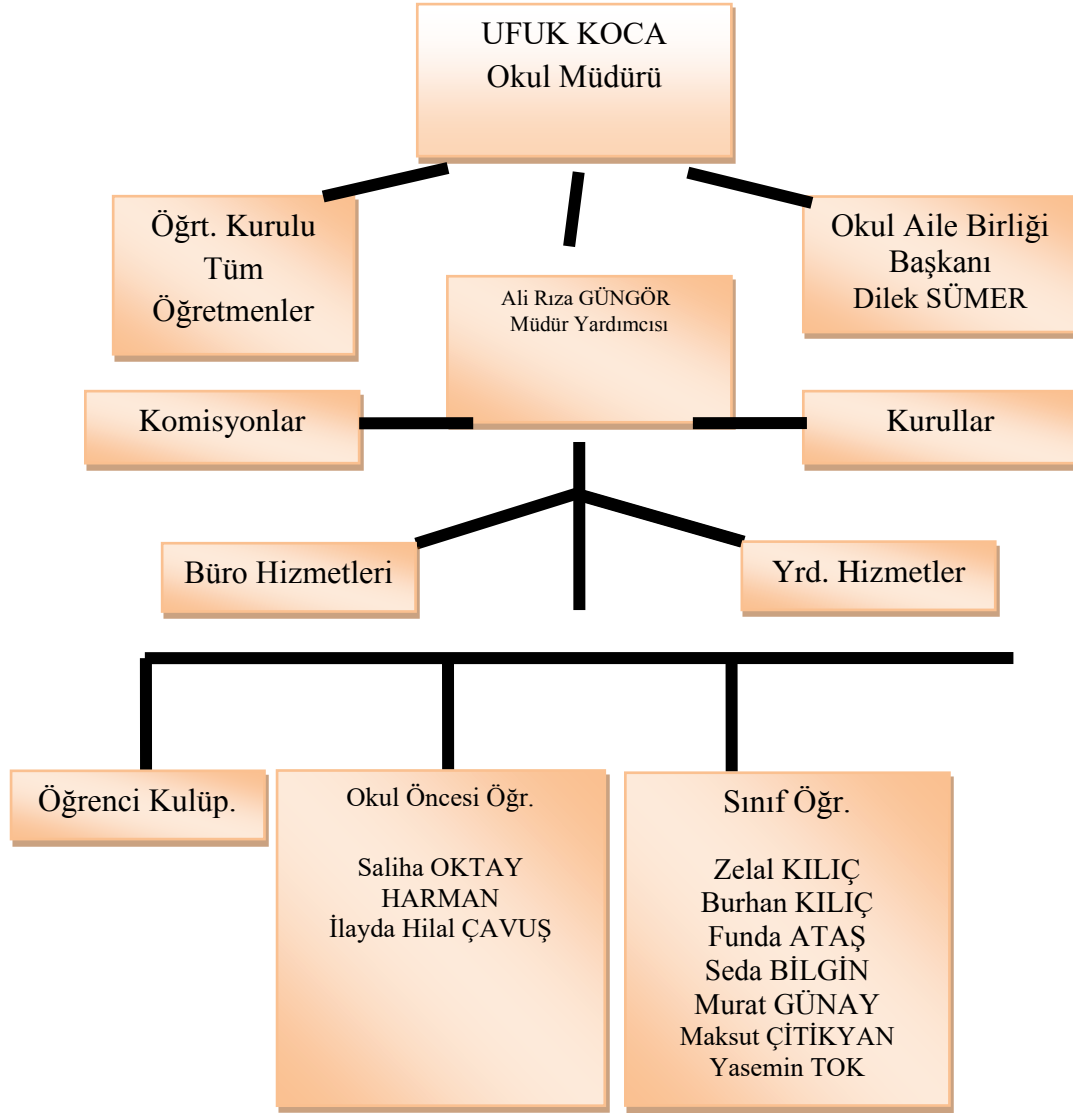 UFUK KOCA
Okul Müdürü
Öğrt. Kurulu
Tüm
Öğretmenler
Ali Rıza GÜNGÖR
Müdür Yardımcısı
Okul Aile Birliği
Başkanı
Dilek SÜMER
Komisyonlar
Kurullar
Büro Hizmetleri
Yrd. Hizmetler
Öğrenci Kulüp.
Okul Öncesi Öğr.
Saliha OKTAY
HARMAN
İlayda Hilal ÇAVUŞ
Sınıf Öğr.
Zelal KILIÇ
Burhan KILIÇ
Funda ATAŞ
Seda BİLGİN
Murat GÜNAY
Maksut ÇİTİKYAN
Yasemin TOK